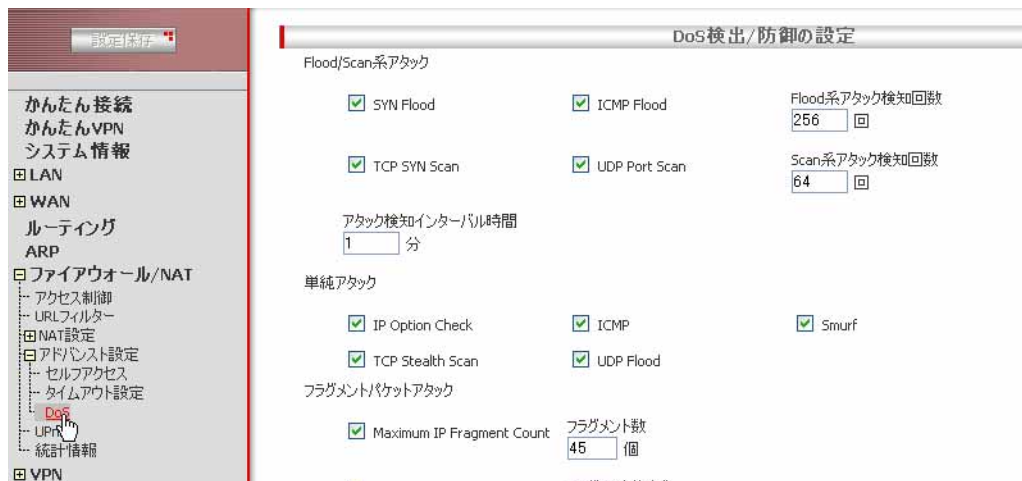 設定保存
かんたん接続
かんたんVPN
システム情報
LAN
WAN
ルーティング
ARP
ファイアウォール/NAT
アクセス制御
URLフィルター
NAT設定
アドバンスト設定
セルフアクセス
タイムアウト設定
DoS
統計情報
VPN
DoS検出/防御の設定
Flood/Scan系アタック
SYN Flood
ICMP Flood
Flood系アタック検知回数
256 回
TCP SYN Scan
UDP Port Scan
Scan系アタック検知回数
64 回
アタック検知インターバル時間
1 分
単純アタック
IP Option Check
ICMP
Smurf
TCP Stealth Scan
UDP Flood
フラグメントパケットアタック
Maximum IP Fragment Count
フラグメント数
45 個